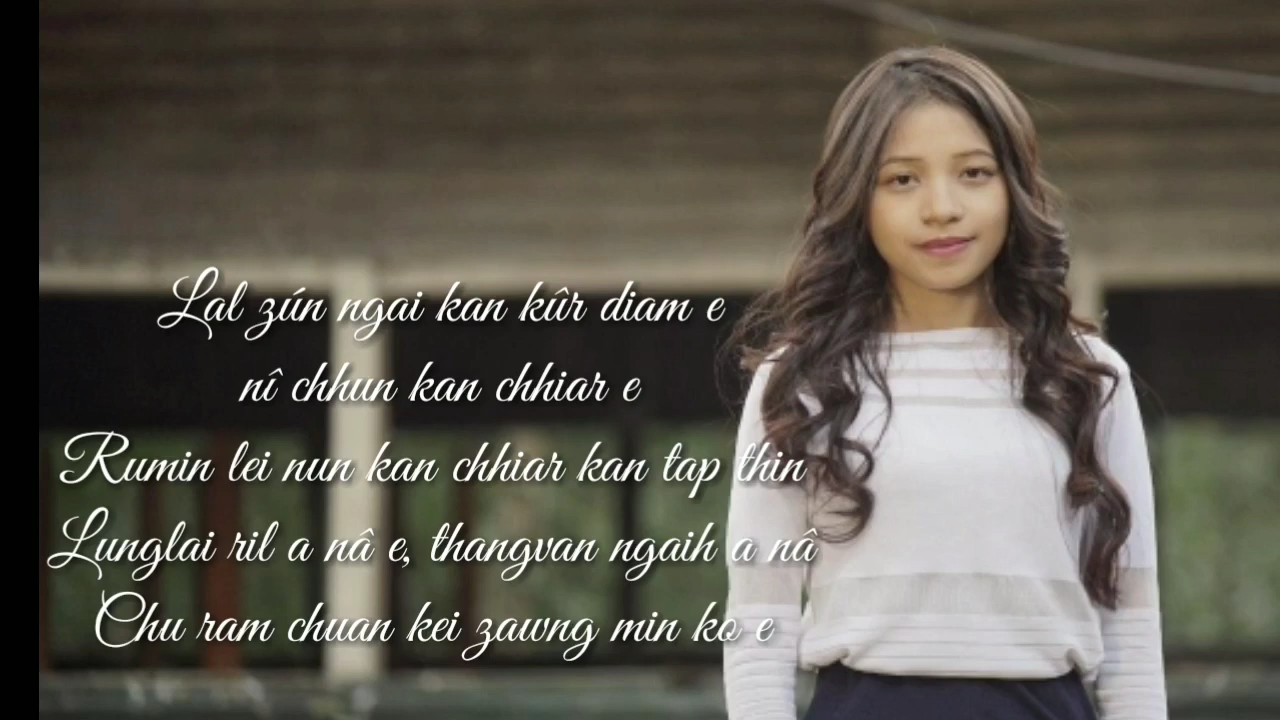 Lal zún ngai kan kûr diam e
nî chhun kan chhiar e
Rumin lei nun kan chhiar kan tap thin
Lunglai ril a nâ e, thangvan ngaih a nâ
Chu ram chuan kei zawng min ko e